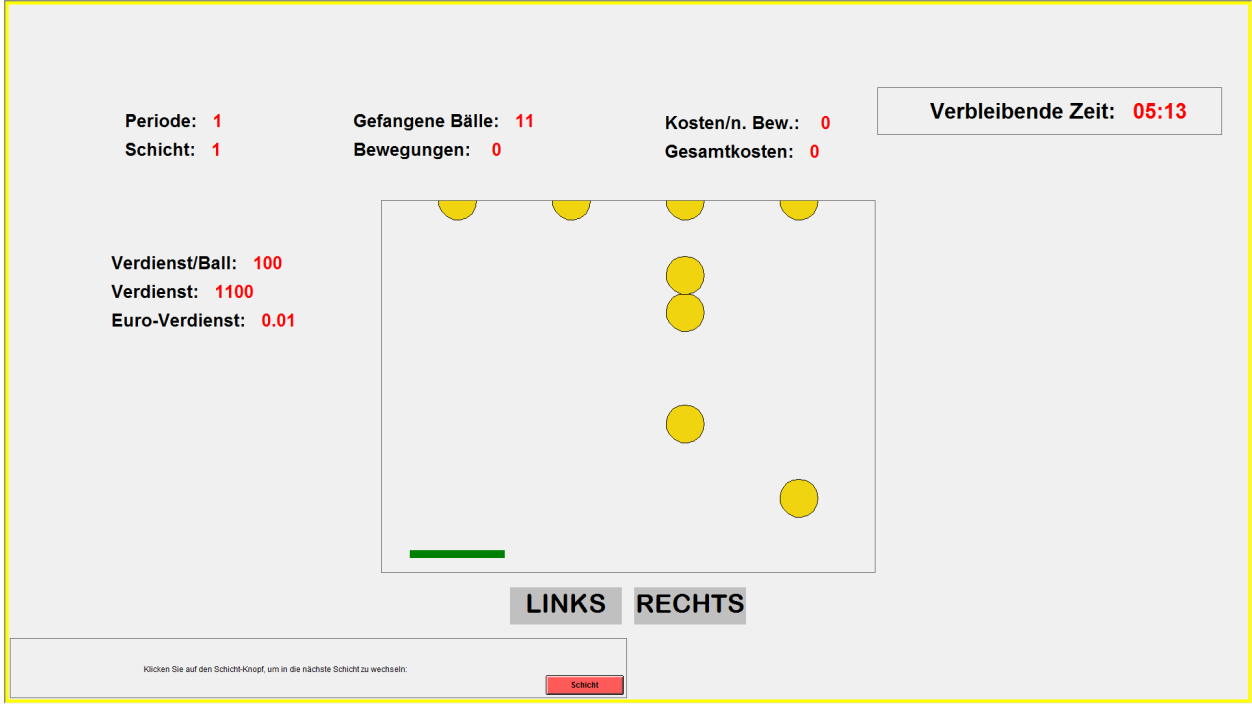 Verbleibende Zeit: 05:13
Periode: 1
Gefangene Bälle: 11
Kosten/n. Bew.: 0
Schicht: 1
Bewegungen: 0
Gesamtkosten: 0
Verdienst/Ball: 100
Verdienst: 1100
Euro-Verdienst: 0.01
LINKS
RECHTS
Klicken Sie auf den Schicht-Knopf, um in die nächste Schicht zu wechseln:
Schicht